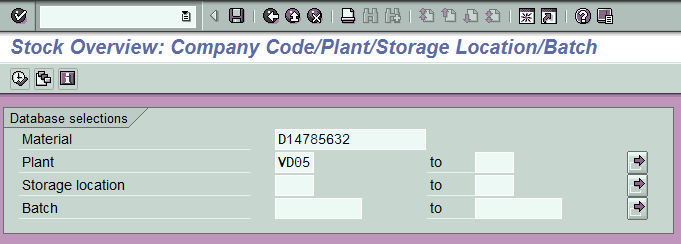 Stock Overview: Company Code/Plant/Storage Location/Batch
Database selections
Material D14785632
Plant VD05 to
Storage location to
Batch to